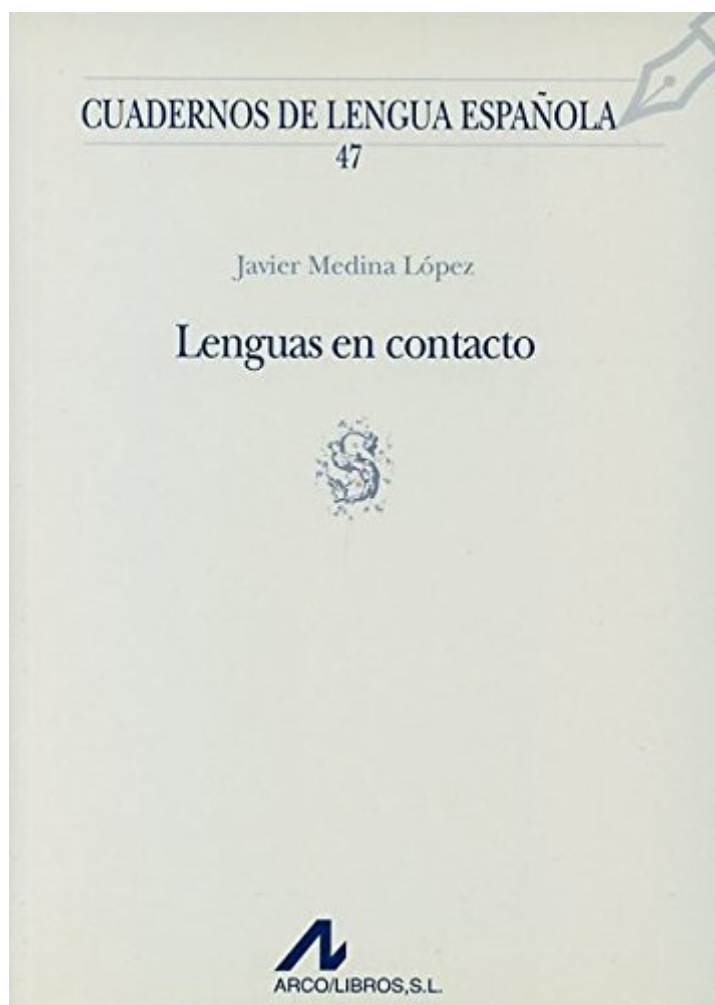 CUADERNOS DE LENGUA ESPAÑOLA
47
Javier Medina López
Lenguas en contacto
S
ARCO/LIBROS,S.L.